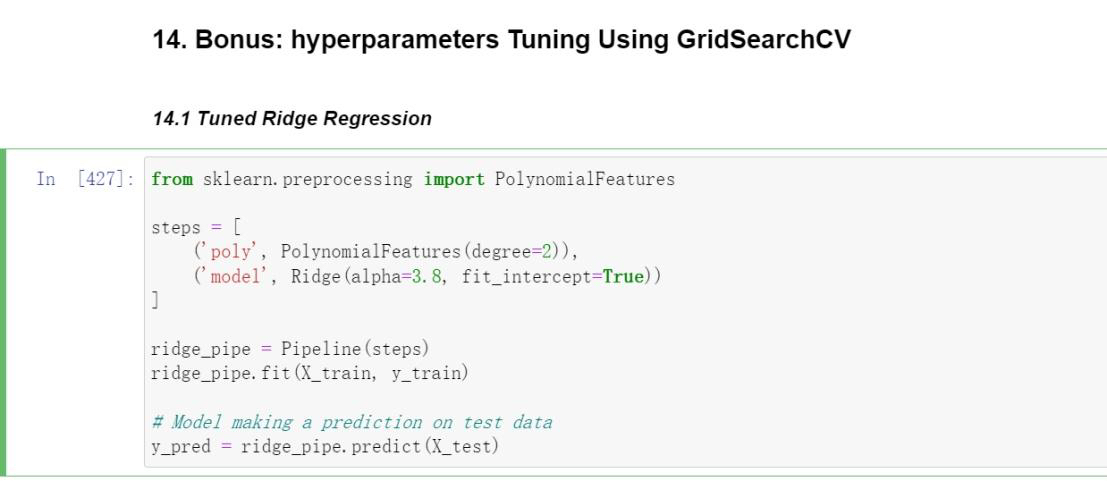 14. Bonus: hyperparameters Tuning Using GridSearchCV
14.1 Tuned Ridge Regression
In [427]: from sklearn.preprocessing import PolynomialFeatures
steps = [
('poly', PolynomialFeatures(degree=2)),
('model', Ridge(alpha=3.8, fit_intercept=True))
]
ridge_pipe = Pipeline(steps)
ridge_pipe.fit(X_train, y_train)
# Model making a prediction on test data
y_pred = ridge_pipe.predict(X_test)